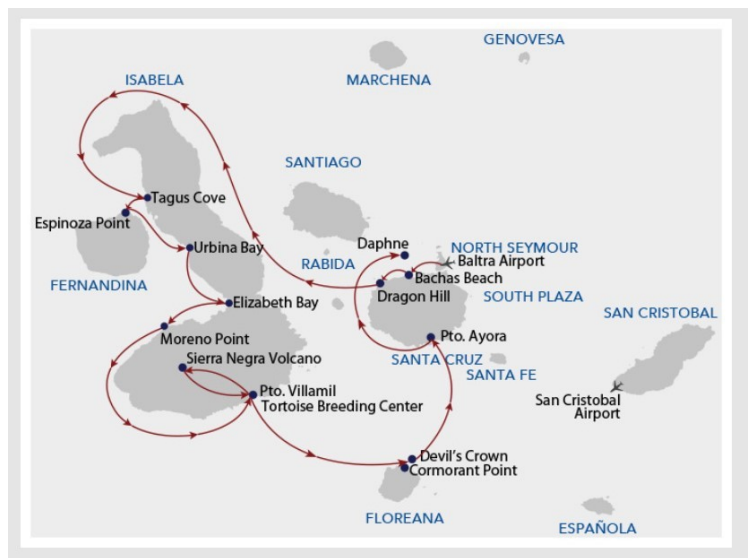 GENOVESA
ISABELA
MARCHENA
SANTIAGO
Tagus Cove
Espinoza Point
Daphne
NORTH SEYMOUR
Urbina Bay
Baltra Airport
RABIDA
Bachas Beach
FERNANDINA
Dragon Hill
SOUTH PLAZA
Elizabeth Bay
SAN CRISTOBAL
Moreno Point
Pto. Ayora
Sierra Negra Volcano
SANTA CRUZ
SANTA FE
Pto. Villamil
Tortoise Breeding Center
San Cristobal
Airport
Devil's Crown
Cormorant Point
FLOREANA
ESPAÑOLA